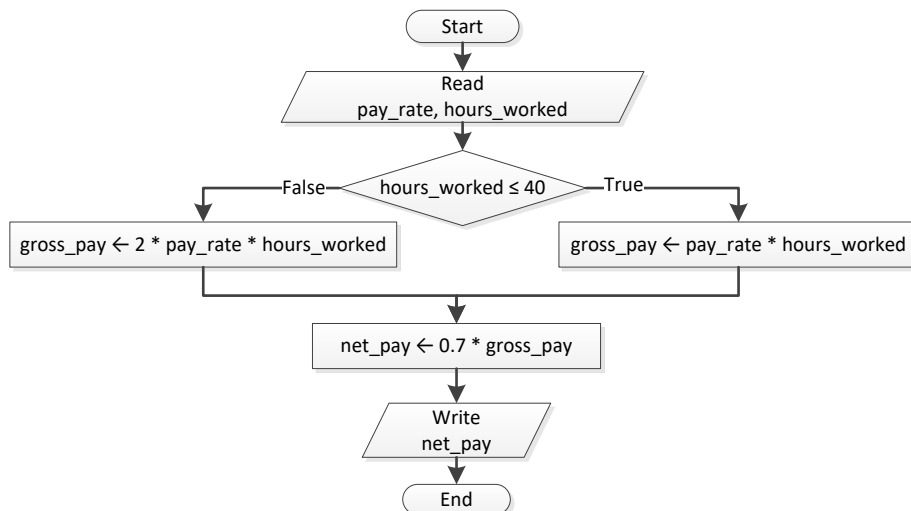 Start
Read
pay_rate, hours_worked
False
hours_worked ≤ 40
True
gross_pay ← 2 * pay_rate * hours_worked
gross_pay ← pay_rate * hours_worked
net_pay ← 0.7 * gross_pay
Write
net_pay
End